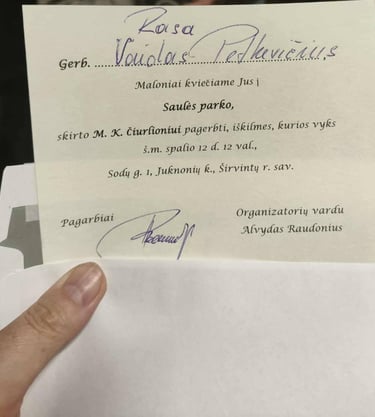 Rasa
Gerb. Vaidas Petkevičius
Maloniai kviečiame Jus į
Saulės parko,
skirto M. K. čiurlioniui pagerbti, iškilmes, kurios vyks
š.m. spalio 12 d. 12 val.,
Sodų g. 1, Juknonių k., Širvintų r. sav.
Pagarbiai
Organizatorių vardu
Alvydas Raudonius